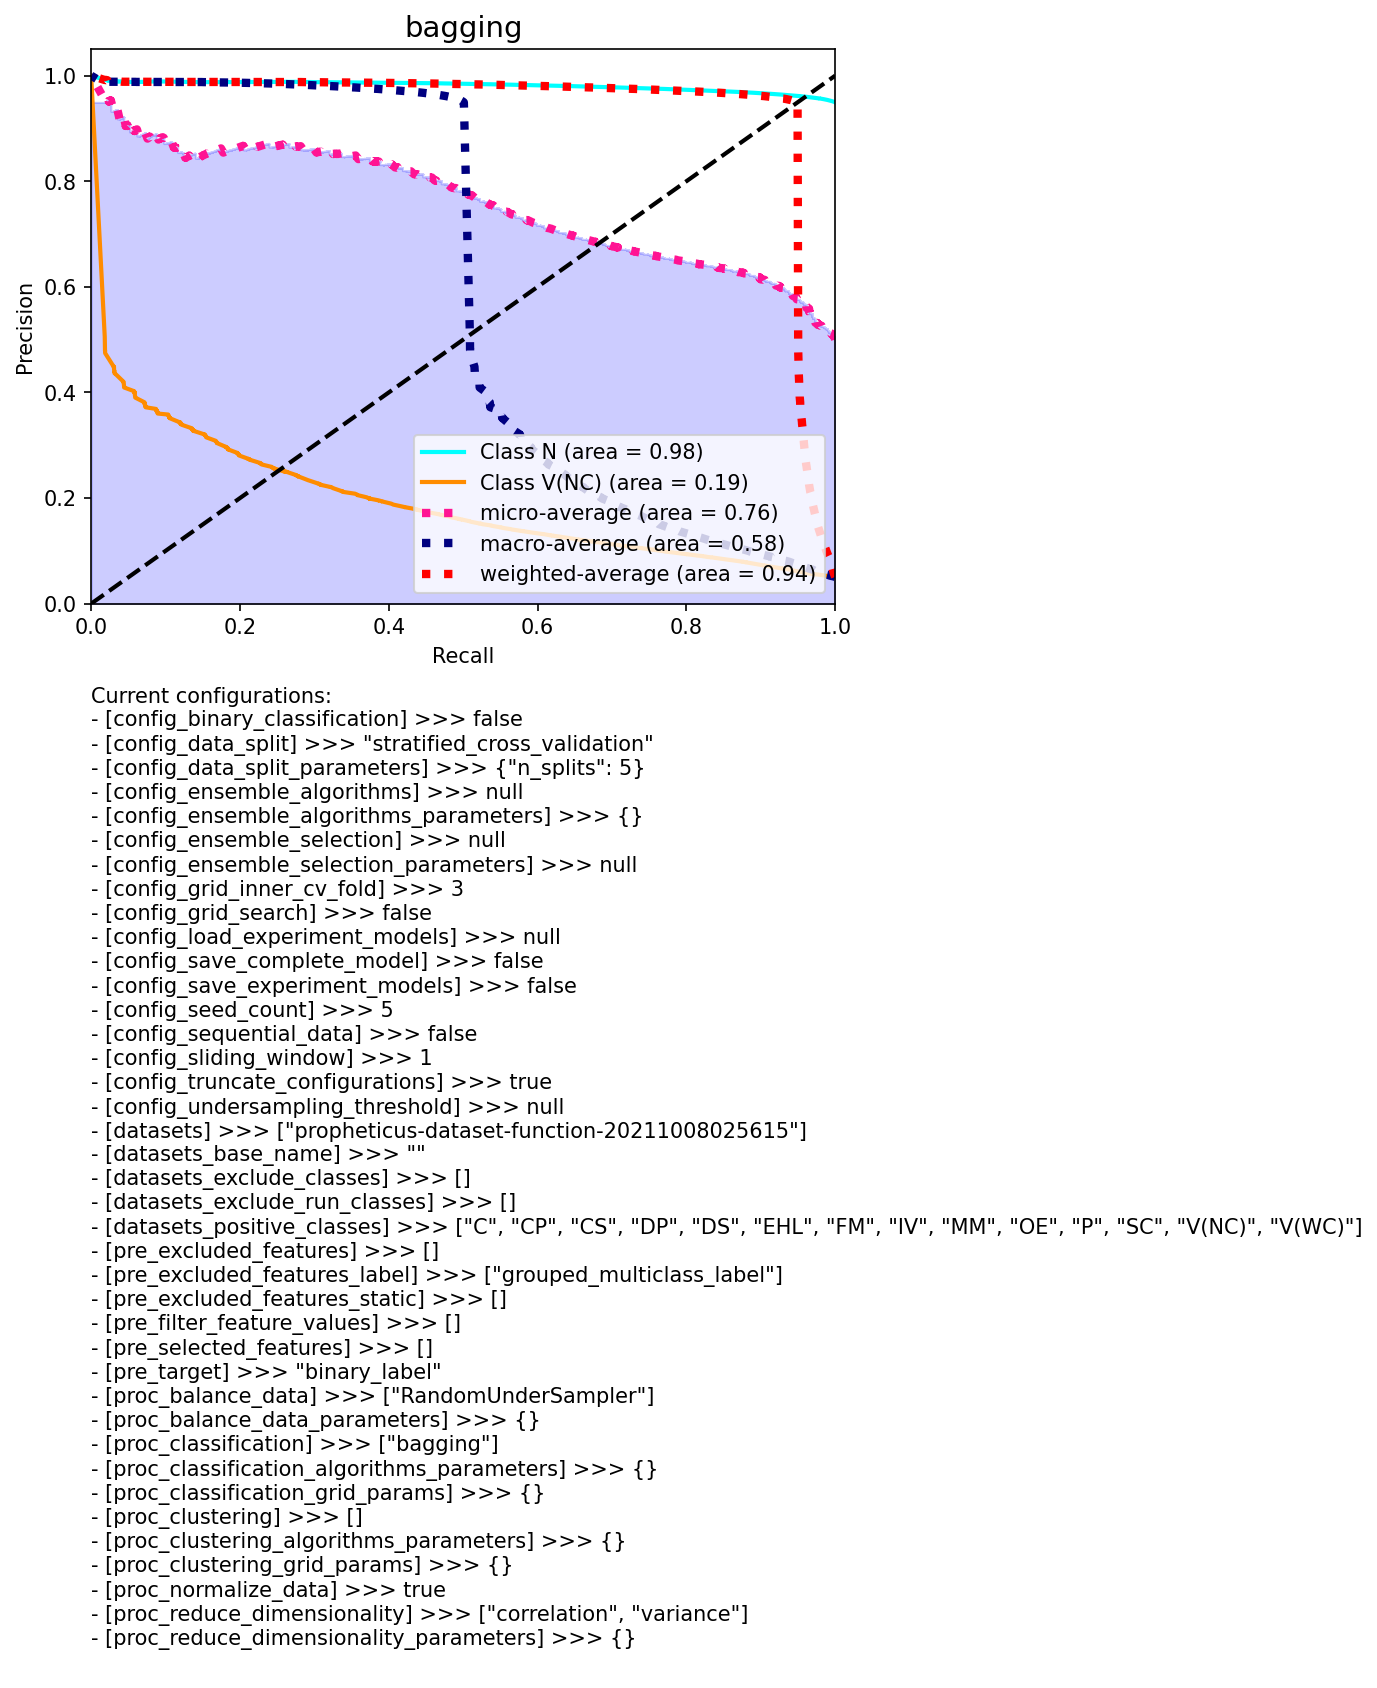 bagging
1.0
0.8
0.6
0.4
0.2
0.0
Precision
Class N (area = 0.98)
Class V(NC) (area = 0.19)
micro-average (area = 0.76)
macro-average (area = 0.58)
weighted-average (area = 0.94)
0.0 0.2 0.4 0.6 0.8 1.0
Recall
Current configurations:
- [config_binary_classification] >>> false
- [config_data_split] >>> "stratified_cross_validation"
- [config_data_split_parameters] >>> {"n_splits": 5}
- [config_ensemble_algorithms] >>> null
- [config_ensemble_algorithms_parameters] >>> {}
- [config_ensemble_selection] >>> null
- [config_ensemble_selection_parameters] >>> null
- [config_grid_inner_cv_fold] >>> 3
- [config_grid_search] >>> false
- [config_load_experiment_models] >>> null
- [config_save_complete_model] >>> false
- [config_save_experiment_models] >>> false
- [config_seed_count] >>> 5
- [config_sequential_data] >>> false
- [config_sliding_window] >>> 1
- [config_truncate_configurations] >>> true
- [config_undersampling_threshold] >>> null
- [datasets] >>> ["propheticus-dataset-function-20211008025615"]
- [datasets_base_name] >>> ""
- [datasets_exclude_classes] >>> []
- [datasets_exclude_run_classes] >>> []
- [datasets_positive_classes] >>> ["C", "CP", "CS", "DP", "DS", "EHL", "FM", "IV", "MM", "OE", "P", "SC", "V(NC)", "V(WC)"]
- [pre_excluded_features] >>> []
- [pre_excluded_features_label] >>> ["grouped_multiclass_label"]
- [pre_excluded_features_static] >>> []
- [pre_filter_feature_values] >>> []
- [pre_selected_features] >>> []
- [pre_target] >>> "binary_label"
- [proc_balance_data] >>> ["RandomUnderSampler"]
- [proc_balance_data_parameters] >>> {}
- [proc_classification] >>> ["bagging"]
- [proc_classification_algorithms_parameters] >>> {}
- [proc_classification_grid_params] >>> {}
- [proc_clustering] >>> []
- [proc_clustering_algorithms_parameters] >>> {}
- [proc_clustering_grid_params] >>> {}
- [proc_normalize_data] >>> true
- [proc_reduce_dimensionality] >>> ["correlation", "variance"]
- [proc_reduce_dimensionality_parameters] >>> {}